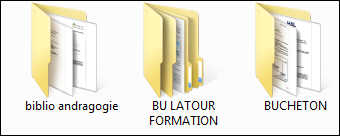 biblio andragogie
BU LATOUR
FORMATION
BUCHETON